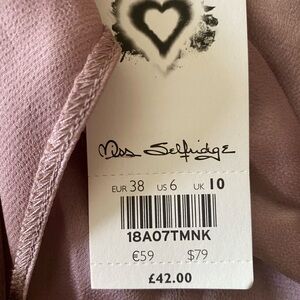 Miss Selfridge
EUR 38 US 6 UK 10
18A07TMNK
€59 $79
£42.00